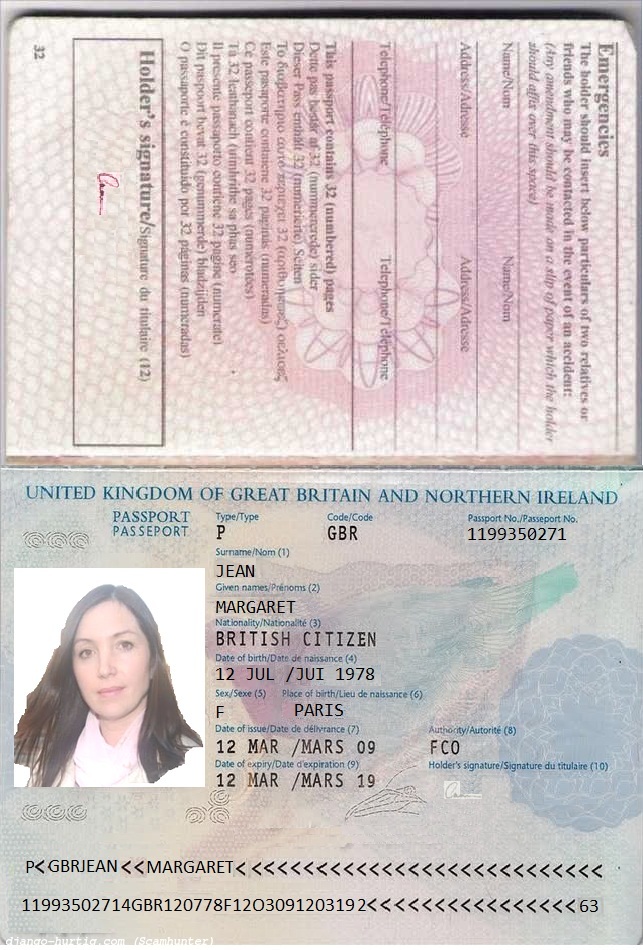 Emergencies
The holder should insert below particulars of two relatives or
friends who may be contacted in the event of an accident:
(Any amendment should be made on a slip of paper which the holder
should affix over this space)
Name/Nom Name/Nom
Address/Adresse Address/Adresse
Telephone/Téléphone Telephone/Téléphone
This passport contains 32 (numbered) pages
Dette pas består af 32 (nummererede) sider
Dieser Pass enthält 32 (numerierte) Seiten
Το διαβατήριο αυτό περιέχει 32 (αριθμημένες) σελίδες
Este pasaporte contiene 32 páginas (numeradas)
Ce passeport contient 32 pages (numérotées)
Tá 32 leathanach (uimhrithe sa phas seo
Il presente passaporto contiene 32 pagine (numerate)
Dit paspoort bevat 32 (genummerde) bladzijden
O passaporte é constituído por 32 páginas (numeradas)
Holder's signature/Signature du titulaire (12)
32
UNITED KINGDOM OF GREAT BRITAIN AND NORTHERN IRELAND
PASSPORT Type/Type Code/Code Passport No./Passeport No.
PASSEPORT P GBR 1199350271
Surname/Nom (1)
JEAN
Given names/Prénoms (2)
MARGARET
Nationality/Nationalité (3)
BRITISH CITIZEN
Date of birth/Date de naissance (4)
12 JUL /JUI 1978
Sex/Sexe (5) Place of birth/Lieu de naissance (6)
F PARIS
Date of issue/Date de délivrance (7) Authority/Autorité (8)
12 MAR /MARS 09 FCO
Date of expiry/Date d'expiration (9) Holder's signature/Signature du titulaire (10)
12 MAR /MARS 19
P<GBRJEAN<<MARGARET<<<<<<<<<<<<<<<<<<<<<<<<<<<<
11993502714GBR120778F12O3091203192<<<<<<<<<<<<<<<<63
django-hurtig.com (Scamhunter)